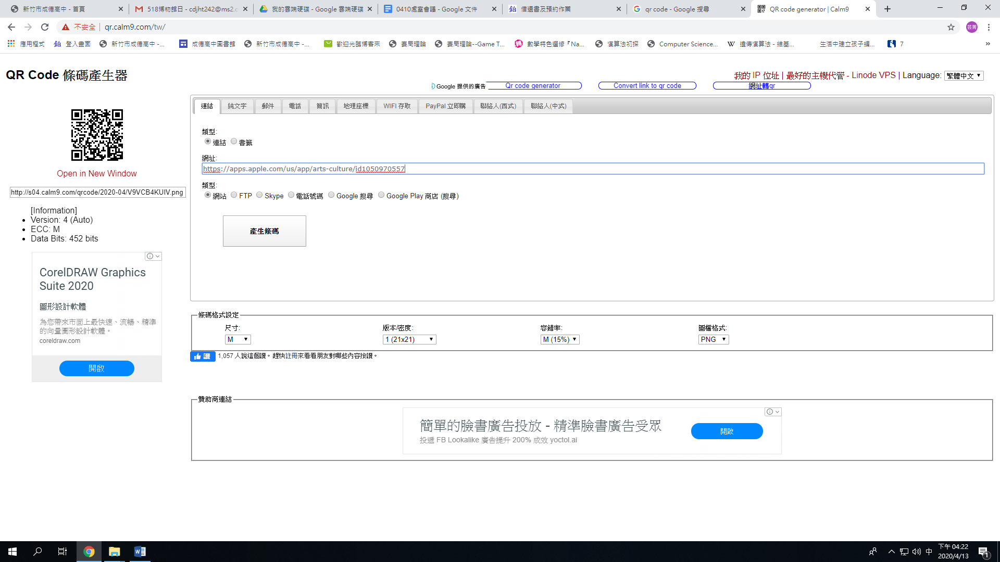 新竹市成德高中 - 首頁
518博物館日 - cdjht242@ms2.c
我的雲端硬碟 - Google 雲端硬碟
0410處室會議 - Google 文件
借還書及預約作業
qr code - Google 搜尋
QR code generator | Calm9
不安全 | qr.calm9.com/tw/
芸菁
應用程式
登入畫面
新竹市成德高中 -...
成德高中圖書館
新竹市成德高中 -...
歡迎光臨博客來
賽局理論
賽局理論--Game T...
數學特色選修『Na...
演算法初探
Computer Science...
W 遺傳演算法 - 維基...
生活中建立孩子編...
7
»
QR Code 條碼產生器
我的 IP 位址 | 最好的主機代管 - Linode VPS | Language: 繁體中文
Google 提供的廣告
Qr code generator
Convert link to qr code
網址轉qr
連結
純文字
郵件
電話
簡訊
地理座標
WIFI 存取
PayPal 立即購
聯絡人(西式)
聯絡人(中式)
Open in New Window
http://s04.calm9.com/qrcode/2020-04/V9VCB4KUIV.png
[Information]
Version: 4 (Auto)
ECC: M
Data Bits: 452 bits
類型:
連結 書籤
網址:
https://apps.apple.com/us/app/arts-culture/id1050970557
類型:
網站 FTP Skype 電話號碼 Google 搜尋 Google Play 商店 (搜尋)
產生條碼
CorelDRAW Graphics
Suite 2020
圖形設計軟體
為您帶來市面上最快速、流暢、精準
的向量圖形設計軟體。
coreldraw.com
開啟
條碼格式設定
尺寸:
M
版本/密度:
1 (21x21)
容錯率:
M (15%)
圖檔格式:
PNG
讚 1,057 人說這個讚。趕快註冊來看看朋友對哪些內容按讚。
贊助商連結
簡單的臉書廣告投放 - 精準臉書廣告受眾
投遞 FB Lookalike 廣告提升 200% 成效 yoctol.ai
開啟
中
下午 04:22
2020/4/13
1